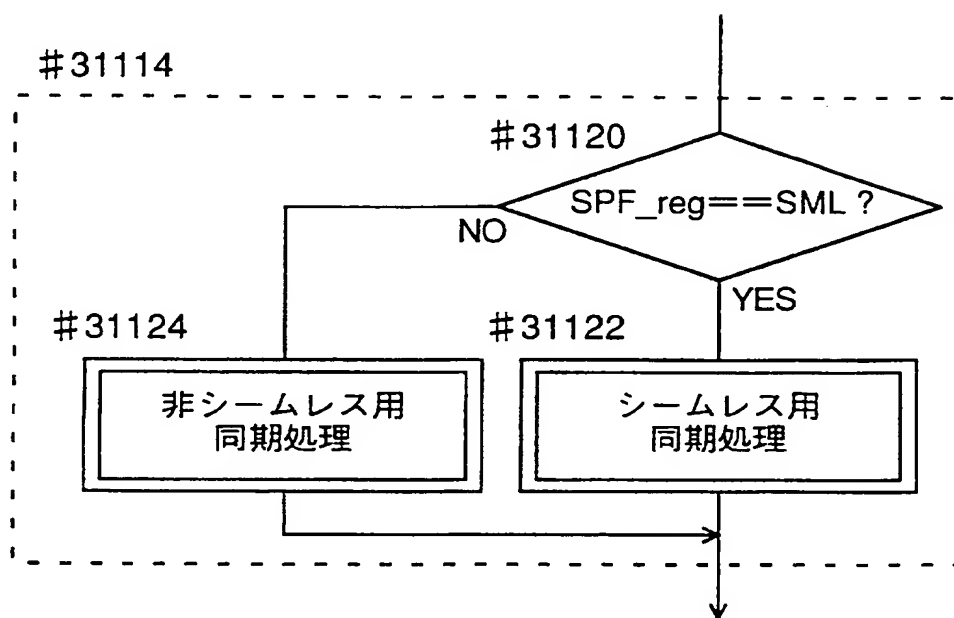 #31114
#31120
SPF_reg==SML ?
NO
YES
#31124
#31122
非シームレス用
同期処理
シームレス用
同期処理